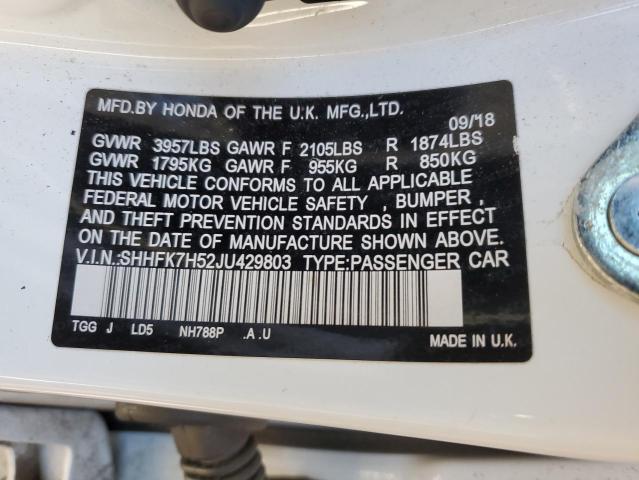 MFD.BY HONDA OF THE U.K. MFG.,LTD.
09/18
GVWR 3957LBS GAWR F 2105LBS R 1874LBS
GVWR 1795KG GAWR F 955KG R 850KG
THIS VEHICLE CONFORMS TO ALL APPLICABLE
FEDERAL MOTOR VEHICLE SAFETY , BUMPER ,
AND THEFT PREVENTION STANDARDS IN EFFECT
ON THE DATE OF MANUFACTURE SHOWN ABOVE.
V.I.N.:SHHFK7H52JU429803 TYPE:PASSENGER CAR
TGG J LD5 NH788P .A .U
MADE IN U.K.